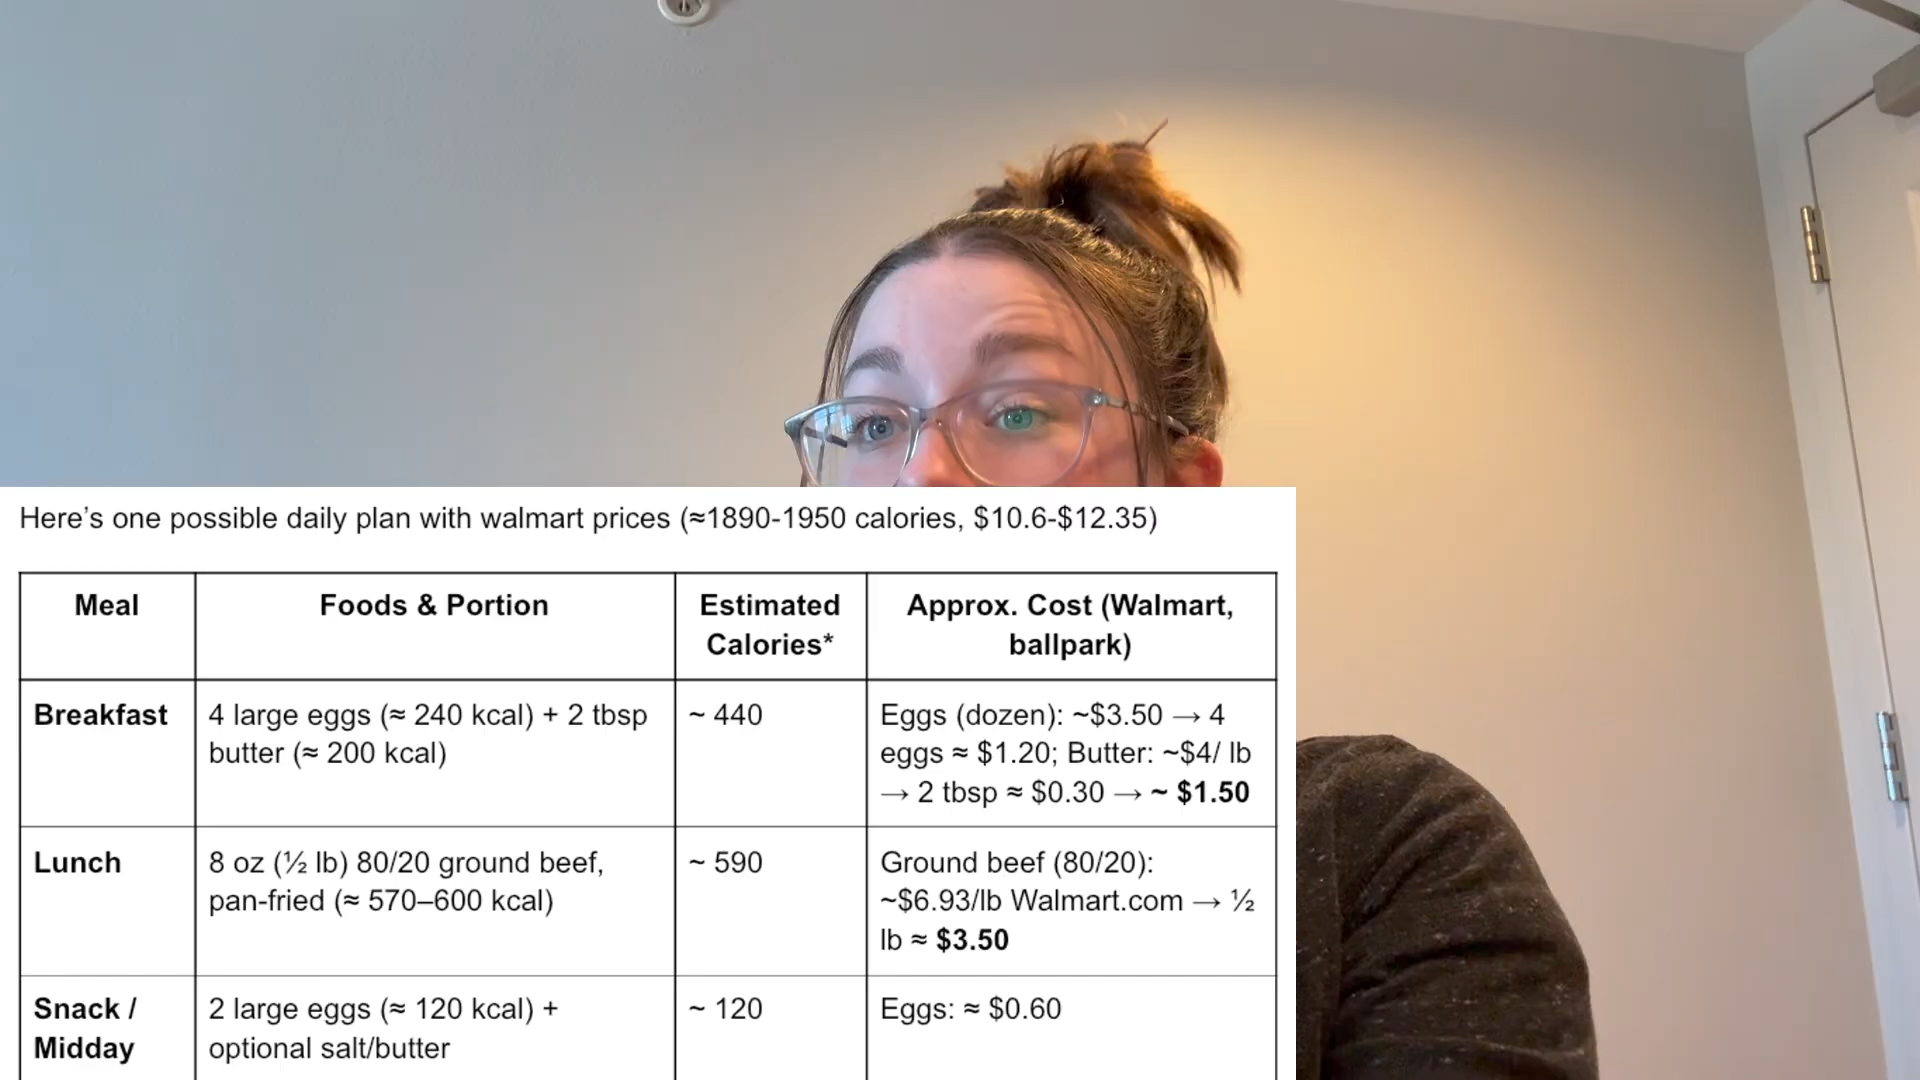 Here’s one possible daily plan with walmart prices (≈1890-1950 calories, $10.6-$12.35)
Meal
Foods & Portion
Estimated
Calories*
Approx. Cost (Walmart,
ballpark)
Breakfast
4 large eggs (≈ 240 kcal) + 2 tbsp
butter (≈ 200 kcal)
~ 440
Eggs (dozen): ~$3.50 → 4
eggs ≈ $1.20; Butter: ~$4/ lb
→ 2 tbsp ≈ $0.30 → ~ $1.50
Lunch
8 oz (½ lb) 80/20 ground beef,
pan-fried (≈ 570–600 kcal)
~ 590
Ground beef (80/20):
~$6.93/lb Walmart.com → ½
lb ≈ $3.50
Snack /
Midday
2 large eggs (≈ 120 kcal) +
optional salt/butter
~ 120
Eggs: ≈ $0.60